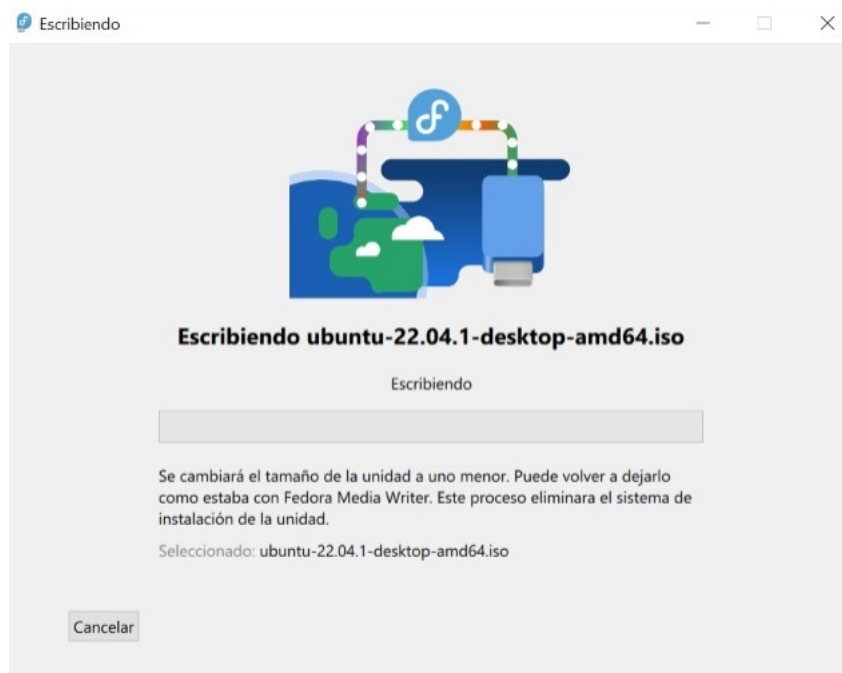 Escribiendo
Escribiendo ubuntu-22.04.1-desktop-amd64.iso
Escribiendo
Se cambiará el tamaño de la unidad a uno menor. Puede volver a dejarlo
como estaba con Fedora Media Writer. Este proceso eliminara el sistema de
instalación de la unidad.
Seleccionado: ubuntu-22.04.1-desktop-amd64.iso
Cancelar